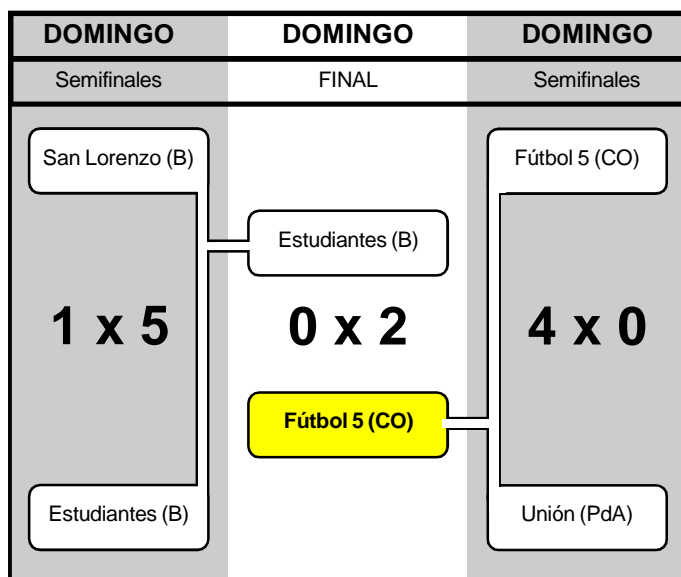 DOMINGO DOMINGO DOMINGO
Semifinales FINAL Semifinales
San Lorenzo (B) Fútbol 5 (CO)
Estudiantes (B)
1 x 5 0 x 2 4 x 0
Fútbol 5 (CO)
Estudiantes (B) Unión (PdA)